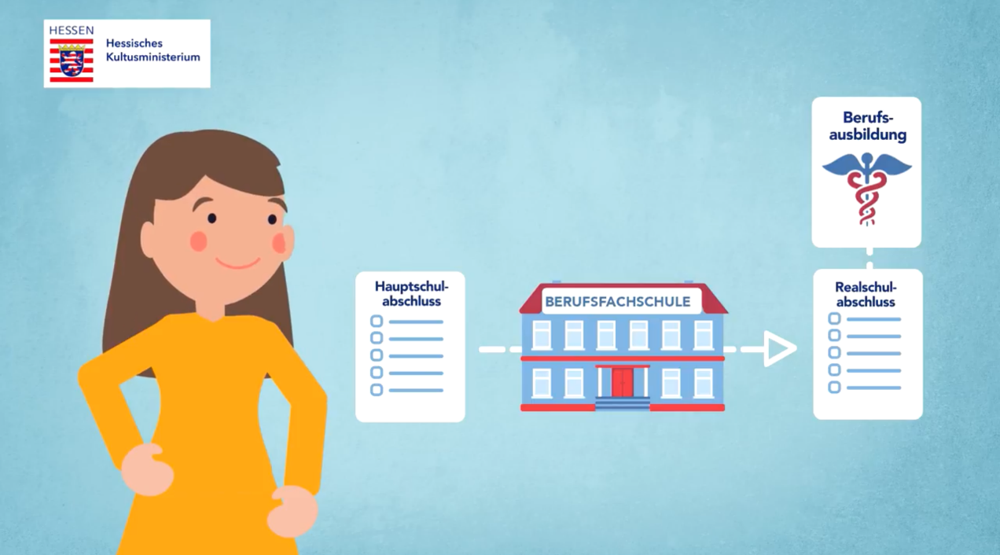 HESSEN
Hessisches
Kultusministerium
Berufs-
ausbildung
Hauptschul-
abschluss
BERUFSFACHSCHULE
Realschul-
abschluss